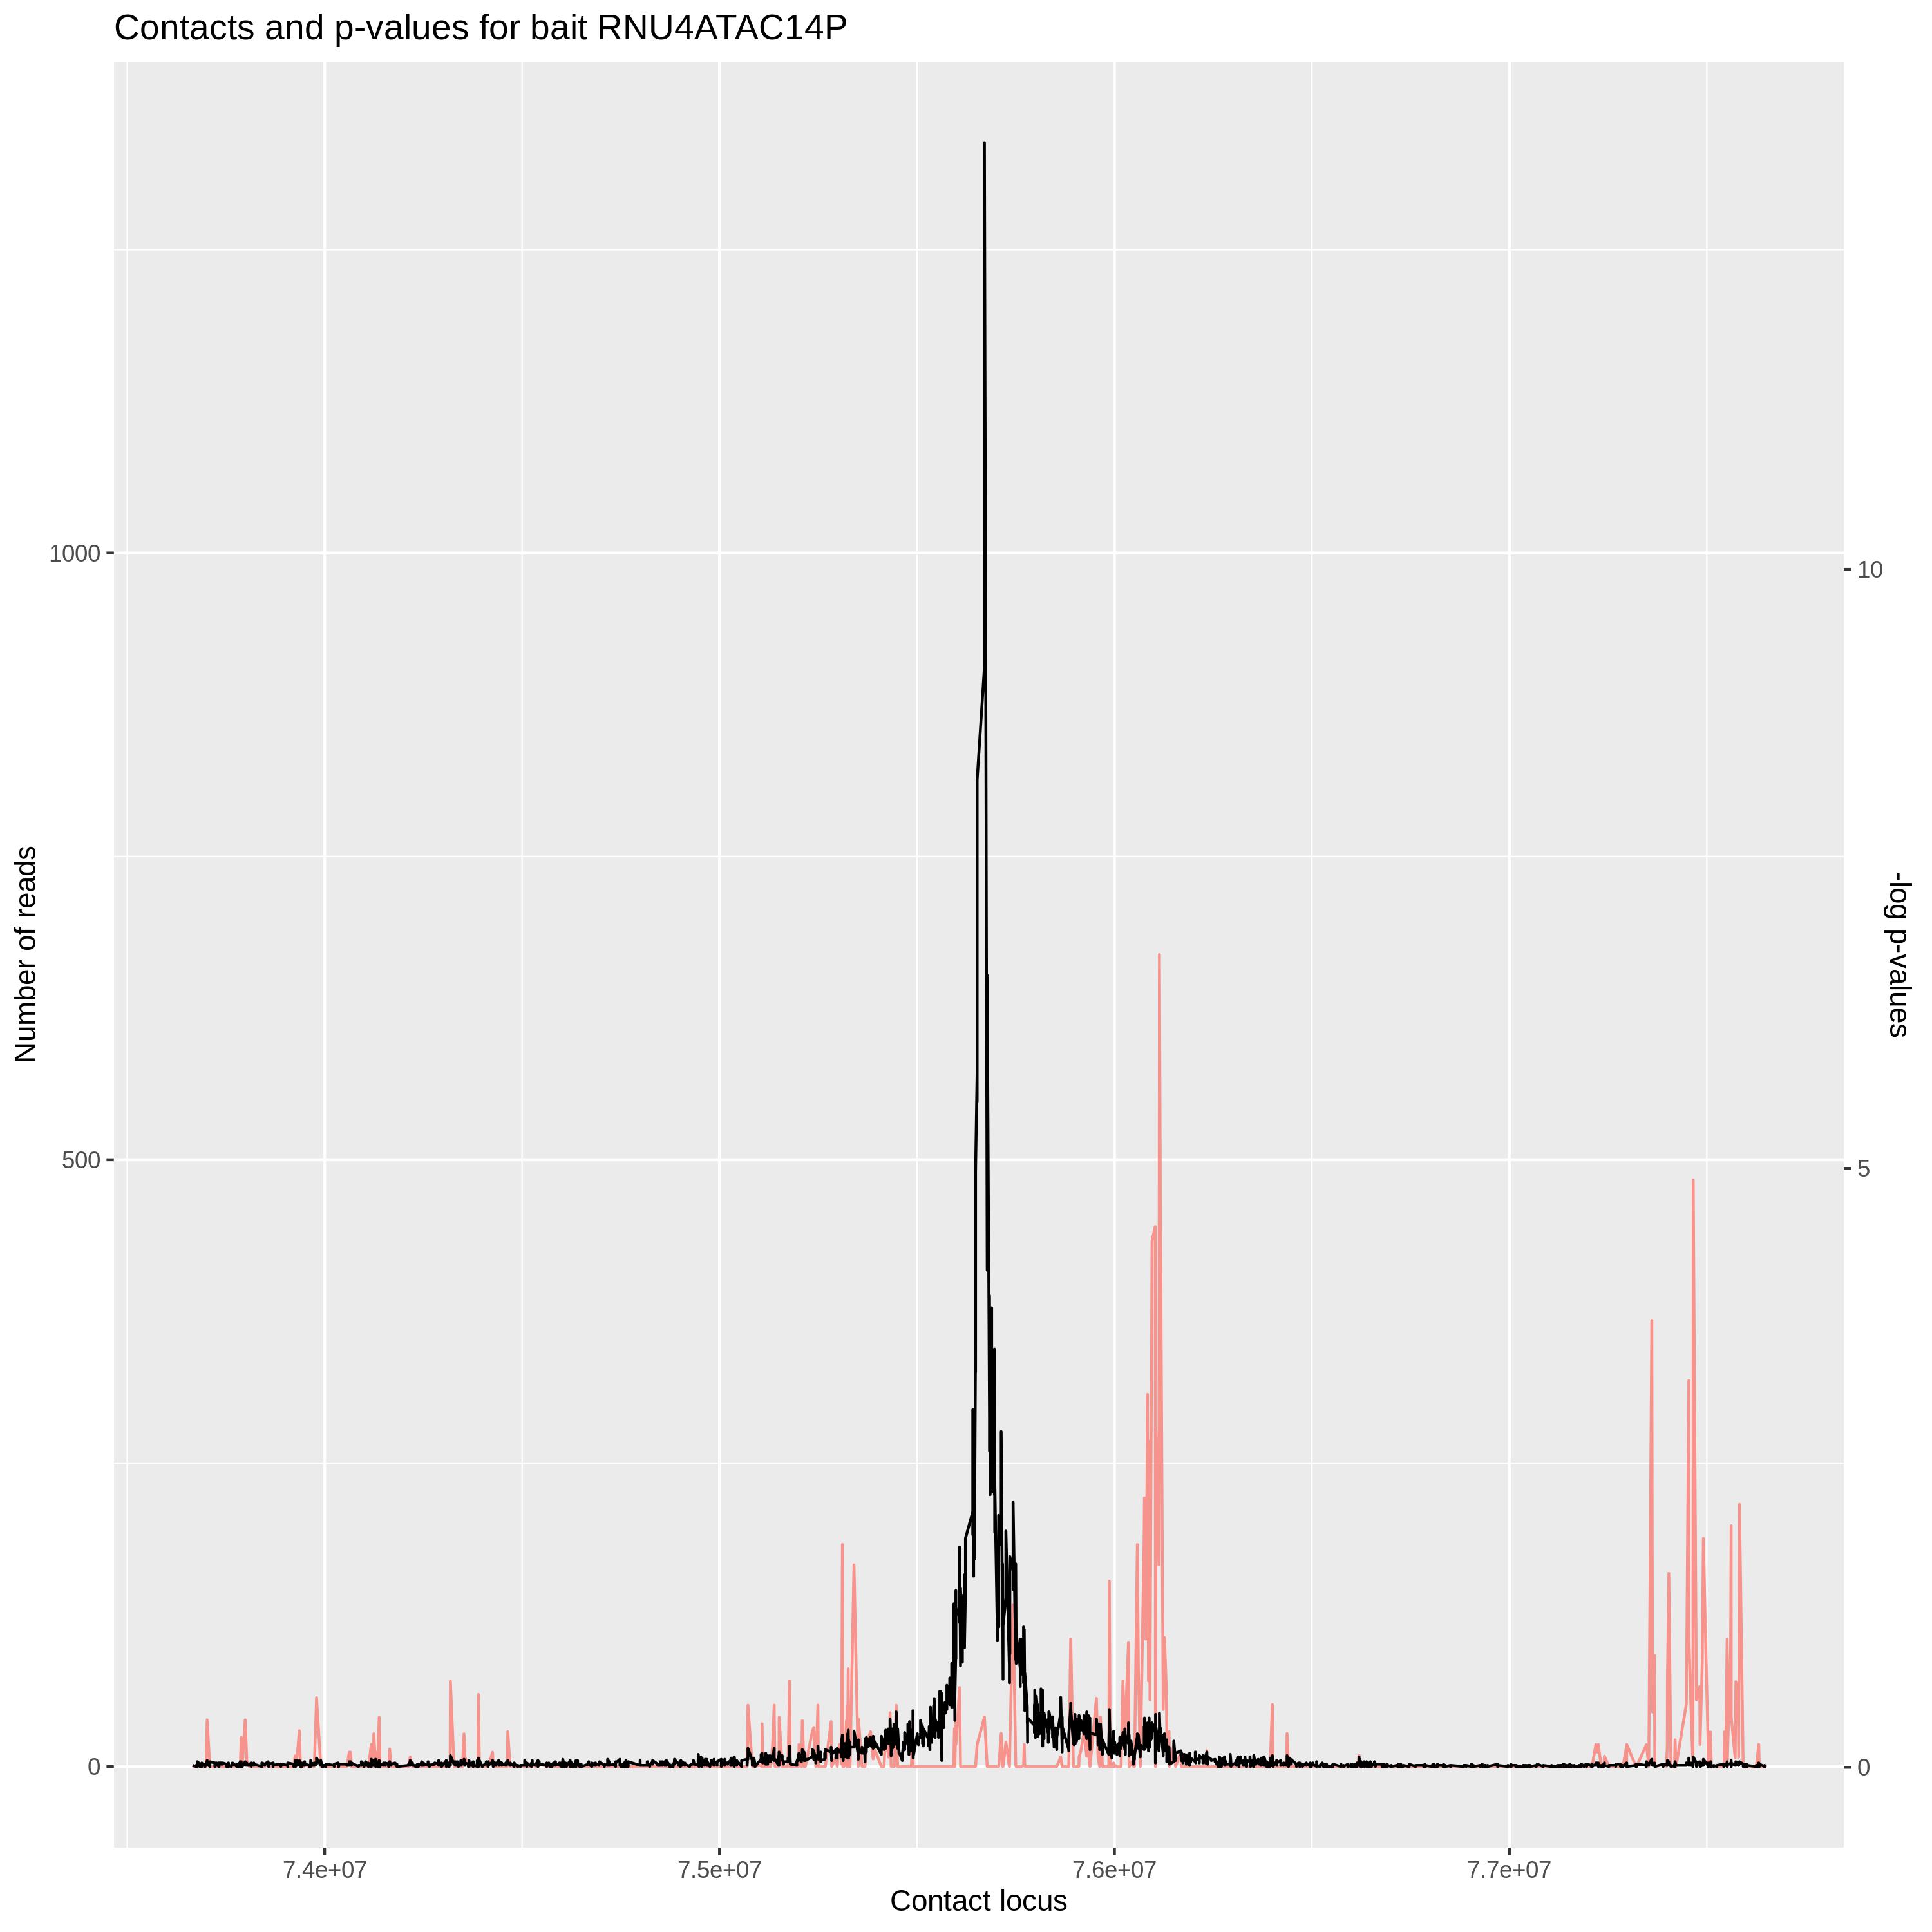 Contacts and p-values for bait RNU4ATAC14P
1000
500
0
10
5
0
Number of reads
-log p-values
7.4e+07
7.5e+07
7.6e+07
7.7e+07
Contact locus